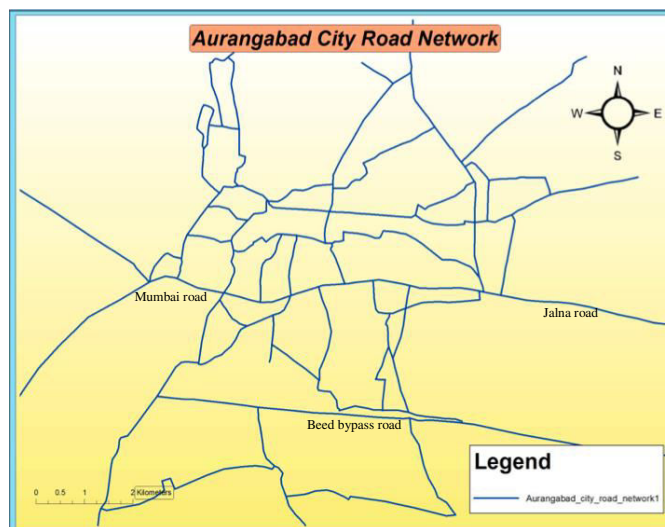 Aurangabad City Road Network
N
W E
S
Mumbai road
Jalna road
Beed bypass road
Legend
Aurangabad_city_road_network1
0 0.5 1 2 Kilometers